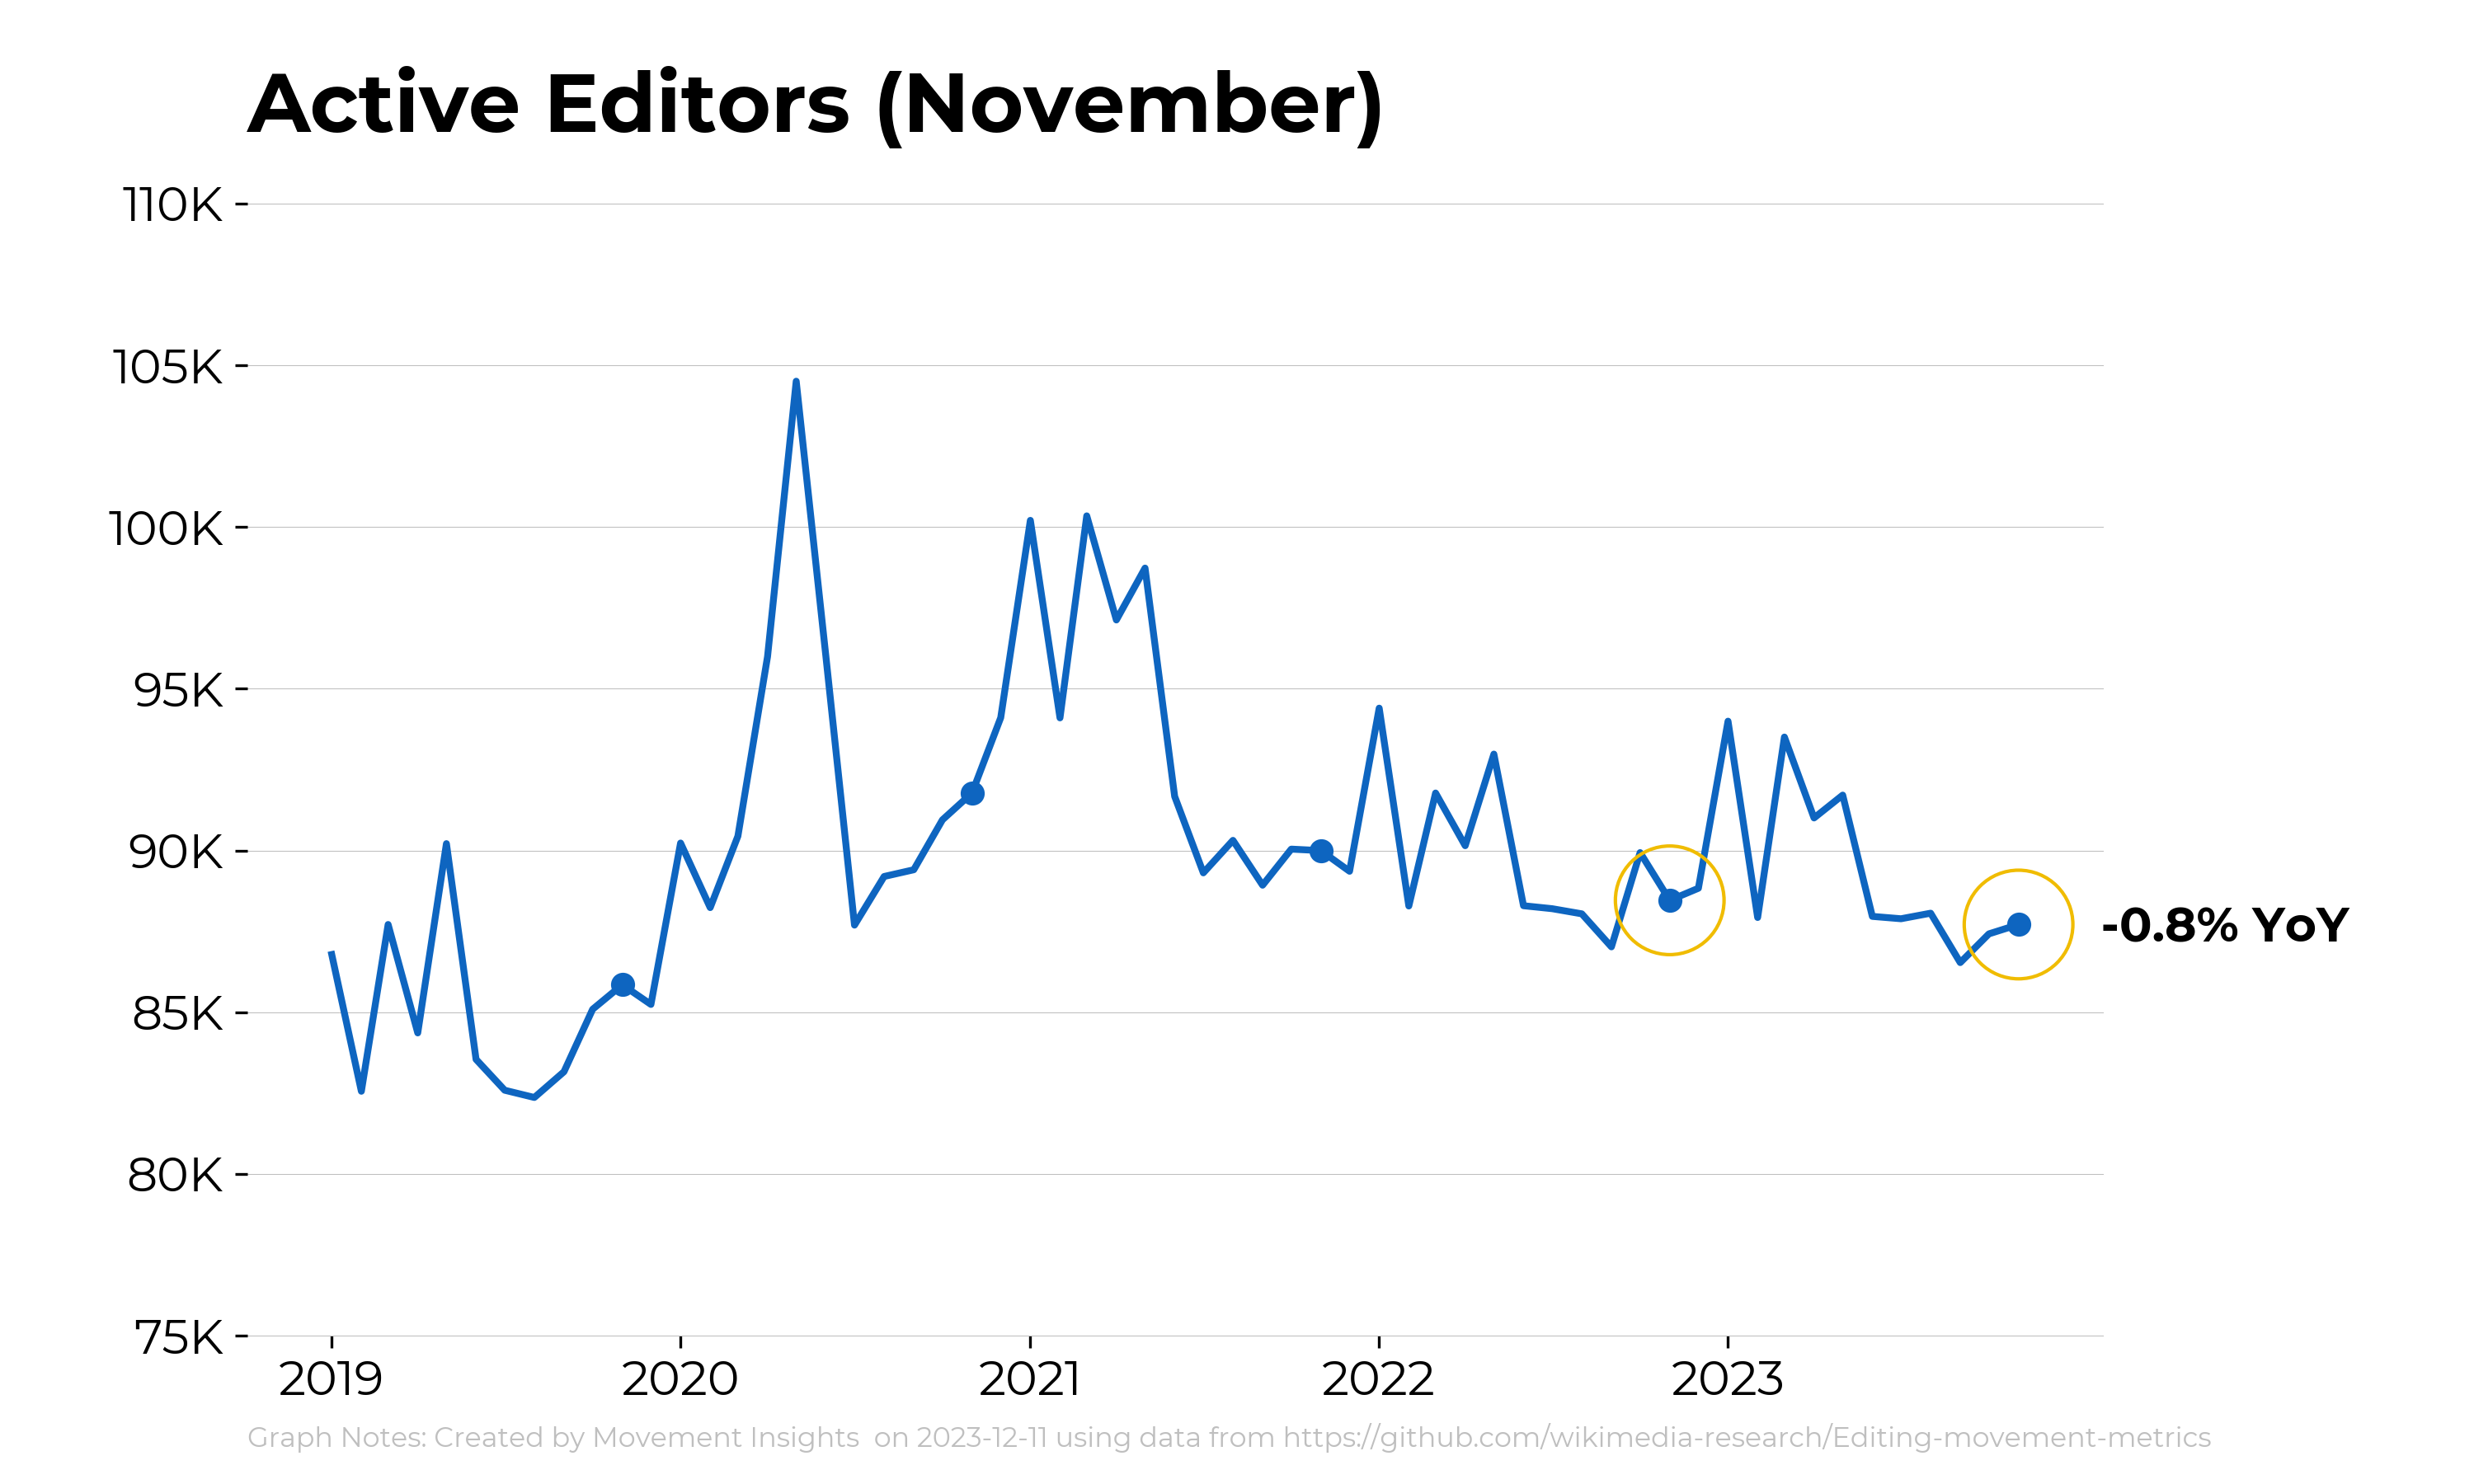 Active Editors (November)
110K
105K
100K
95K
90K
-0.8% YoY
85K
80K
75K
2019 2020 2021 2022 2023
Graph Notes: Created by Movement Insights  on 2023-12-11 using data from https://github.com/wikimedia-research/Editing-movement-metrics